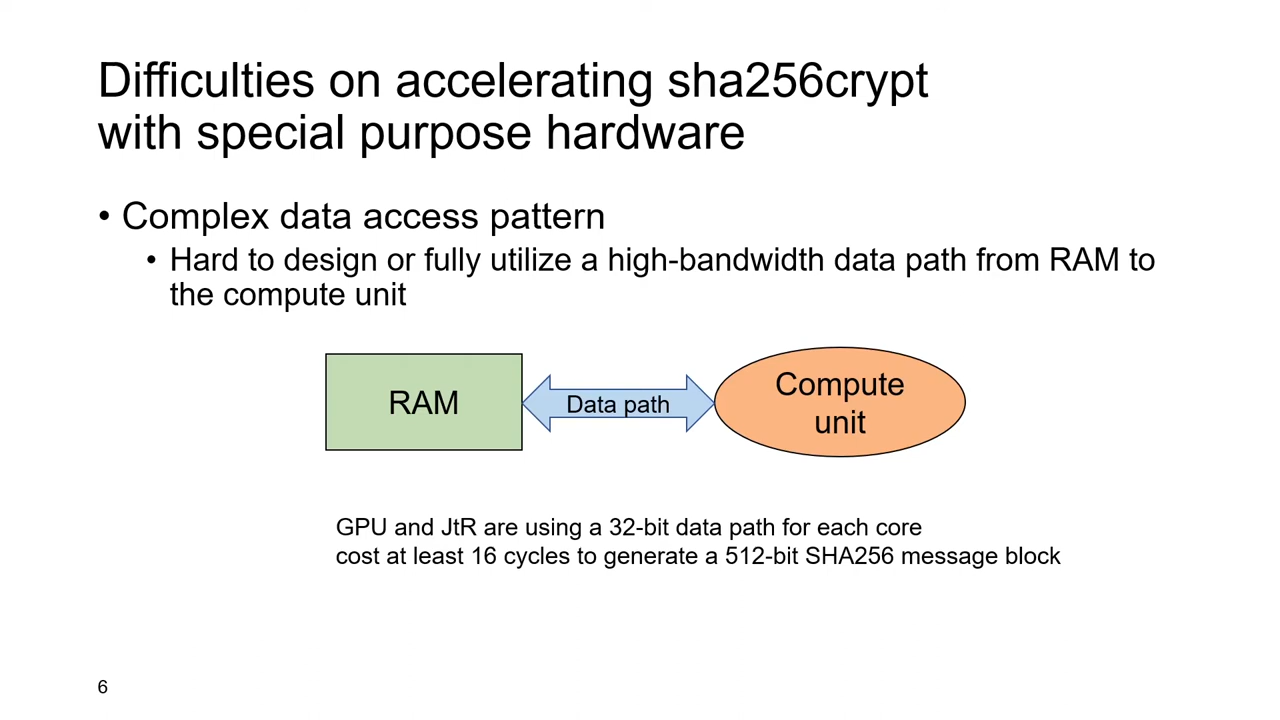 Difficulties on accelerating sha256crypt
with special purpose hardware
• Complex data access pattern
• Hard to design or fully utilize a high-bandwidth data path from RAM to
the compute unit
RAM
Data path
Compute
unit
GPU and JtR are using a 32-bit data path for each core
cost at least 16 cycles to generate a 512-bit SHA256 message block
6